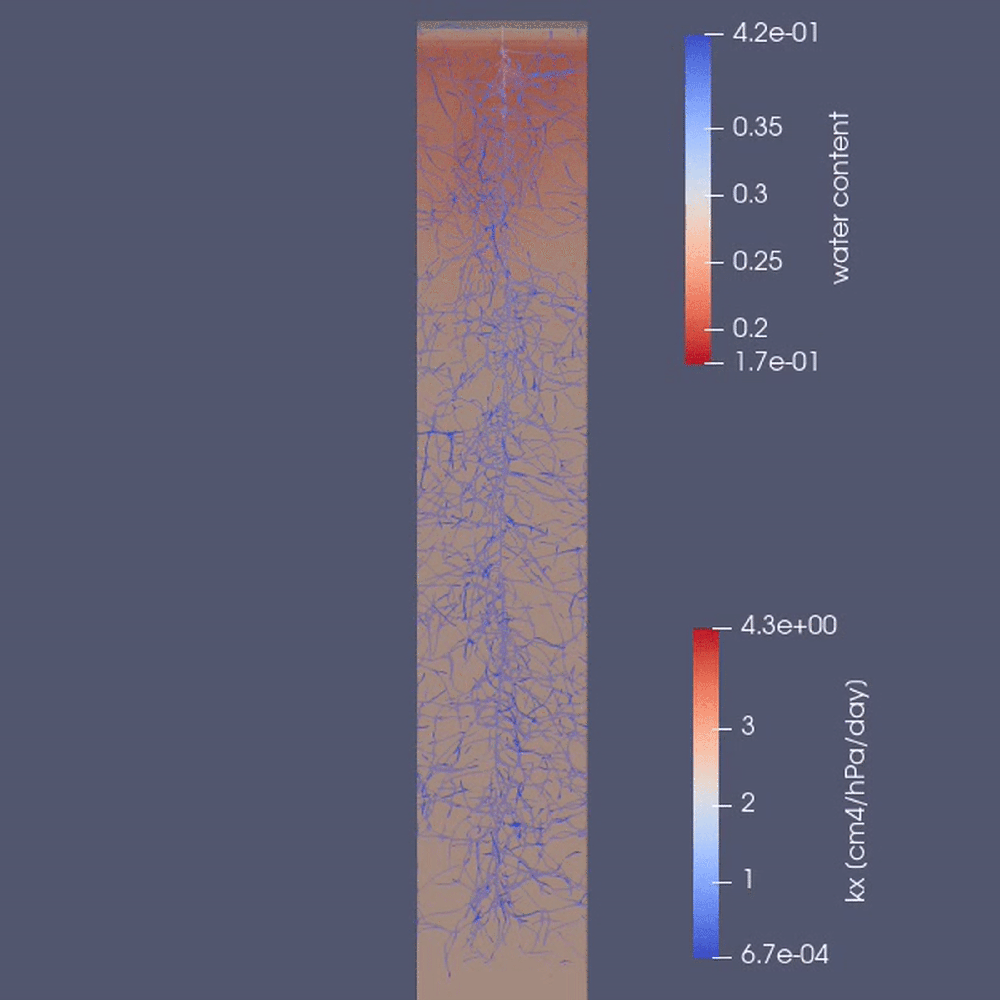 4.2e-01
0.35
0.3
0.25
0.2
1.7e-01
water content
4.3e+00
3
2
1
6.7e-04
kx (cm4/hPa/day)